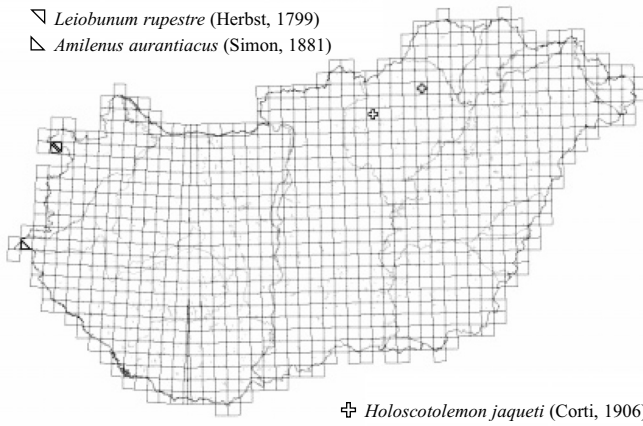 Leiobunum rupestre (Herbst, 1799)
Amilenus aurantiacus (Simon, 1881)
Holoscotolemon jaqueti (Corti, 1906)